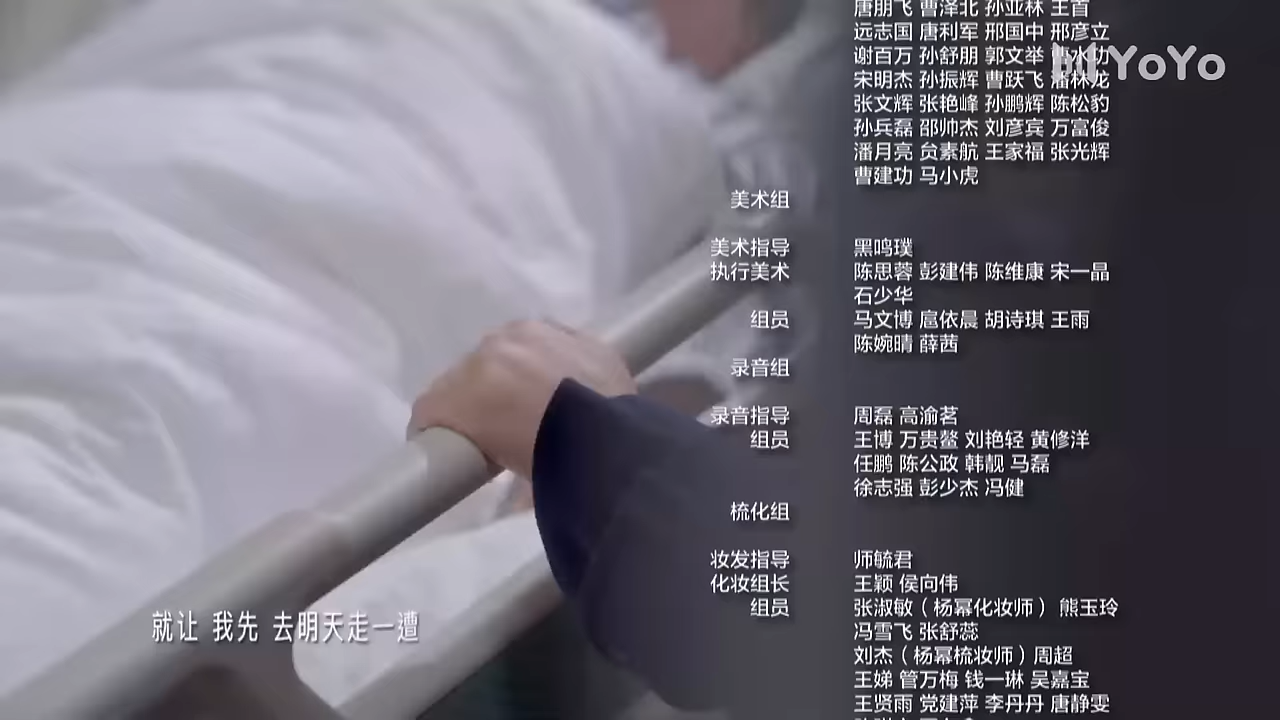 唐朋飞 曹泽北 孙亚林 王首
远志国 唐利军 邢国中 邢彦立
谢百万 孙舒朋 郭文举 曹水功
YoYo
宋明杰 孙振辉 曹跃飞 潘林龙
张文辉 张艳峰 孙鹏辉 陈松豹
孙兵磊 邵帅杰 刘彦宾 万富俊
潘月亮 贠素航 王家福 张光辉
曹建功 马小虎
美术组
美术指导 黑鸣璞
执行美术 陈思蓉 彭建伟 陈维康 宋一晶
石少华
组员 马文博 扈依晨 胡诗琪 王雨
陈婉晴 薛茜
录音组
录音指导 周磊 高渝茗
组员 王博 万贵鳌 刘艳轻 黄修洋
任鹏 陈公政 韩靓 马磊
徐志强 彭少杰 冯健
梳化组
妆发指导 师毓君
化妆组长 王颖 侯向伟
组员 张淑敏（杨幂化妆师） 熊玉玲
冯雪飞 张舒蕊
刘杰（杨幂梳妆师）周超
王娣 管万梅 钱一琳 吴嘉宝
王贤雨 党建萍 李丹丹 唐静雯
就让 我先 去明天走一遭